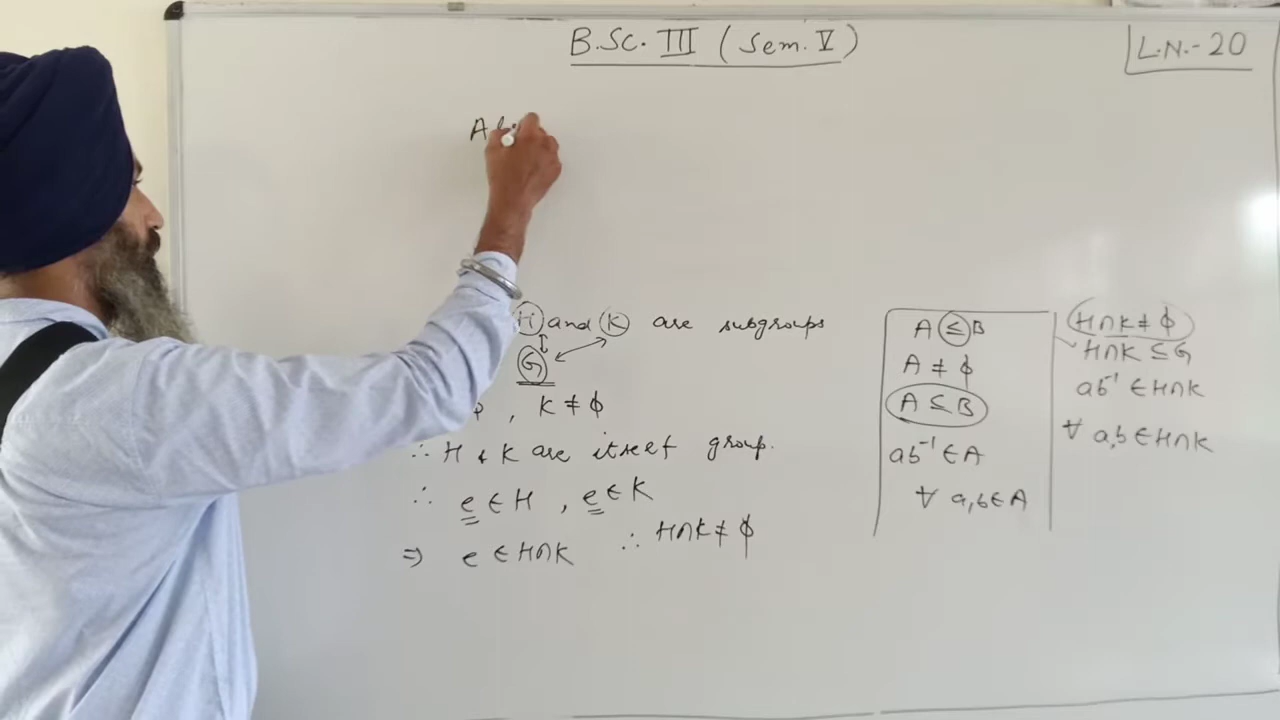 B.Sc. III (Sem. V)
L.N.-20
A
H and K are subgroups
G
ϕ , K ≠ ϕ
∴ H & K are itself group.
∴ e ∈ H , e ∈ K
⇒ e ∈ H∩K ∴ H∩K ≠ ϕ
A ≤ B
A ≠ ϕ
A ⊆ B
ab⁻¹ ∈ A
∀ a,b ∈ A
H∩K ≠ ϕ
H∩K ⊆ G
ab⁻¹ ∈ H∩K
∀ a,b ∈ H∩K